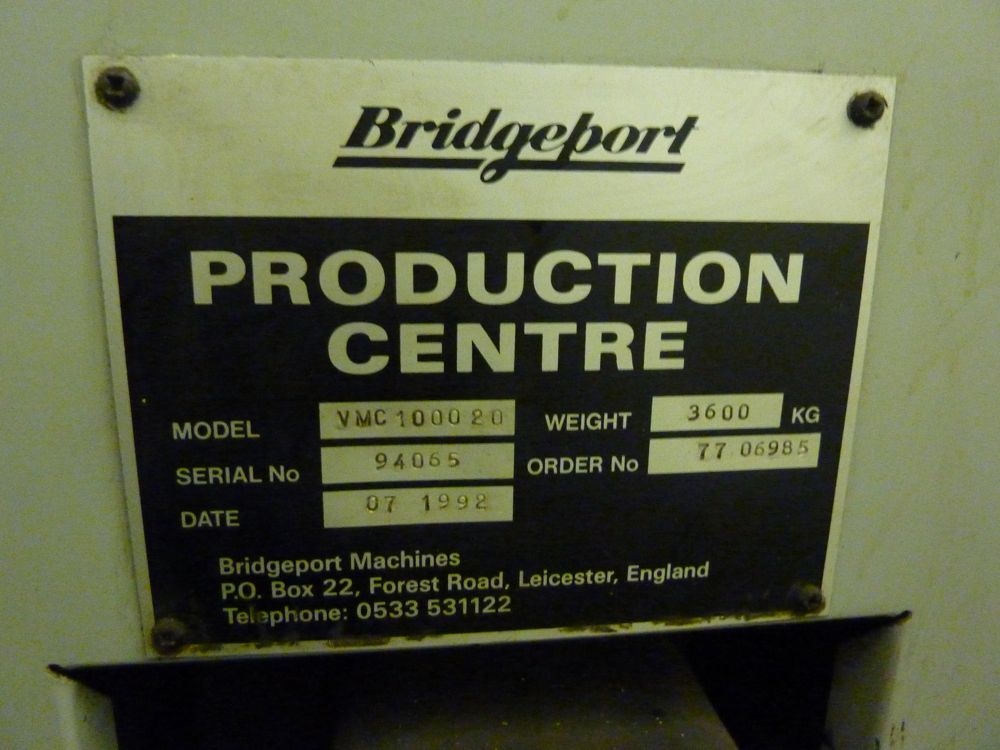 Bridgeport
PRODUCTION
CENTRE
MODEL VMC 1000 20 WEIGHT 3600 KG
SERIAL No 94065 ORDER No 77 06985
DATE 07 1992
Bridgeport Machines
P.O. Box 22, Forest Road, Leicester, England
Telephone: 0533 531122